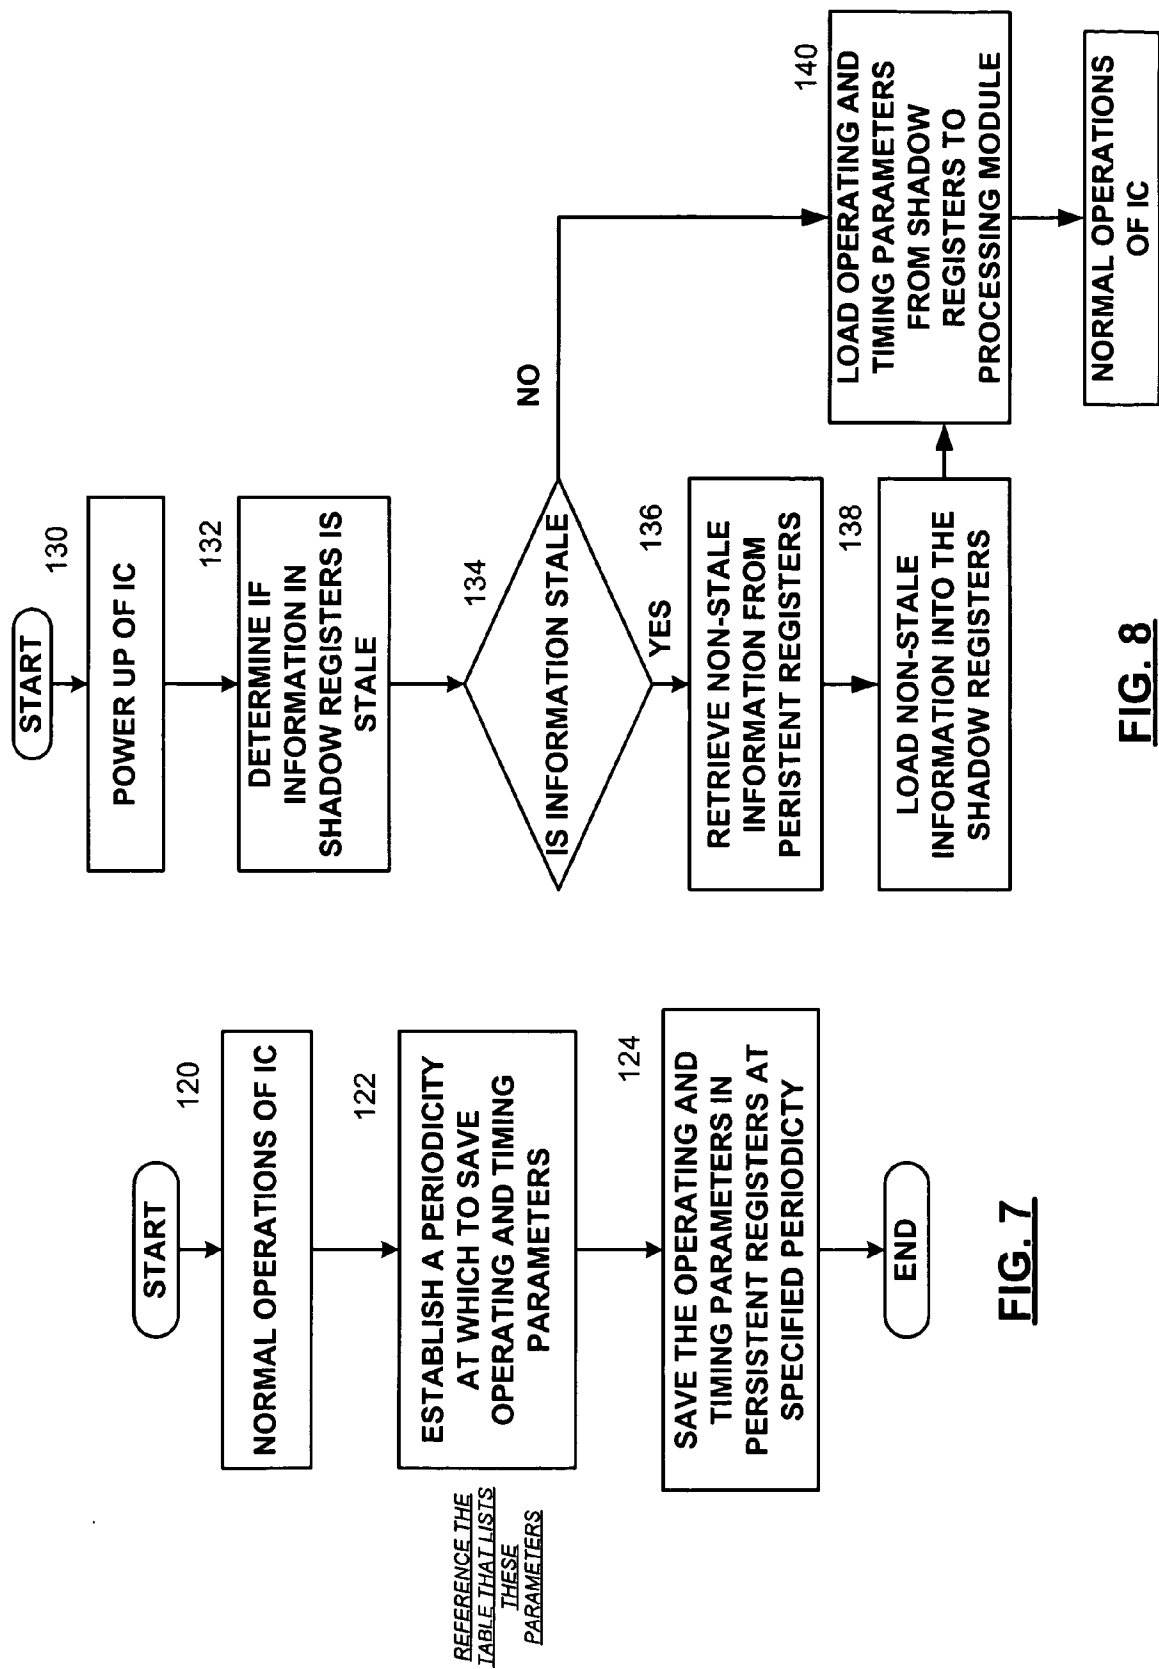 START
120
NORMAL OPERATIONS OF IC
122
ESTABLISH A PERIODICITY
AT WHICH TO SAVE
OPERATING AND TIMING
PARAMETERS
REFERENCE THE
TABLE THAT LISTS
THESE
PARAMETERS
124
SAVE THE OPERATING AND
TIMING PARAMETERS IN
PERSISTENT REGISTERS AT
SPECIFIED PERIODICTY
END
FIG. 7
START
130
POWER UP OF IC
132
DETERMINE IF
INFORMATION IN
SHADOW REGISTERS IS
STALE
134
IS INFORMATION STALE
NO
YES
136
RETRIEVE NON-STALE
INFORMATION FROM
PERISTENT REGISTERS
138
LOAD NON-STALE
INFORMATION INTO THE
SHADOW REGISTERS
140
LOAD OPERATING AND
TIMING PARAMETERS
FROM SHADOW
REGISTERS TO
PROCESSING MODULE
NORMAL OPERATIONS
OF IC
FIG. 8